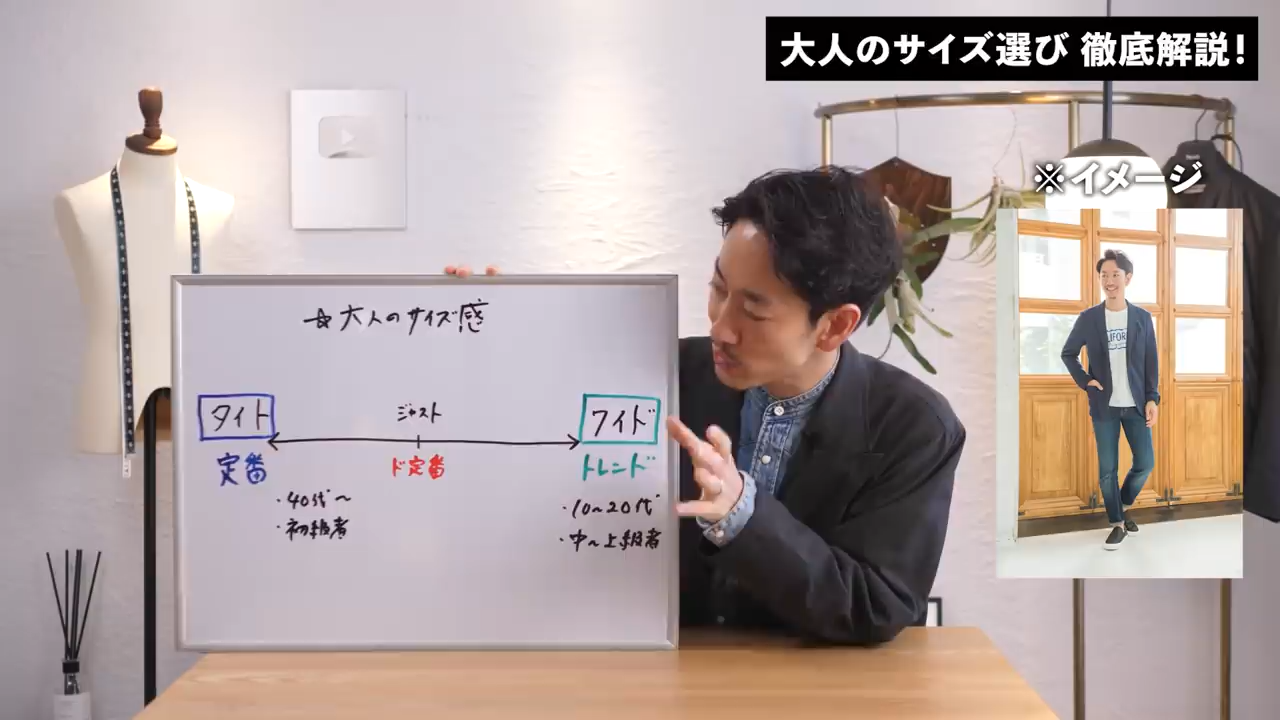 大人のサイズ選び 徹底解説!
※イメージ
☆大人のサイズ感
タイト
ジャスト
ワイド
定番
ド定番
トレンド
・40代〜
・初級者
・10〜20代
・中〜上級者